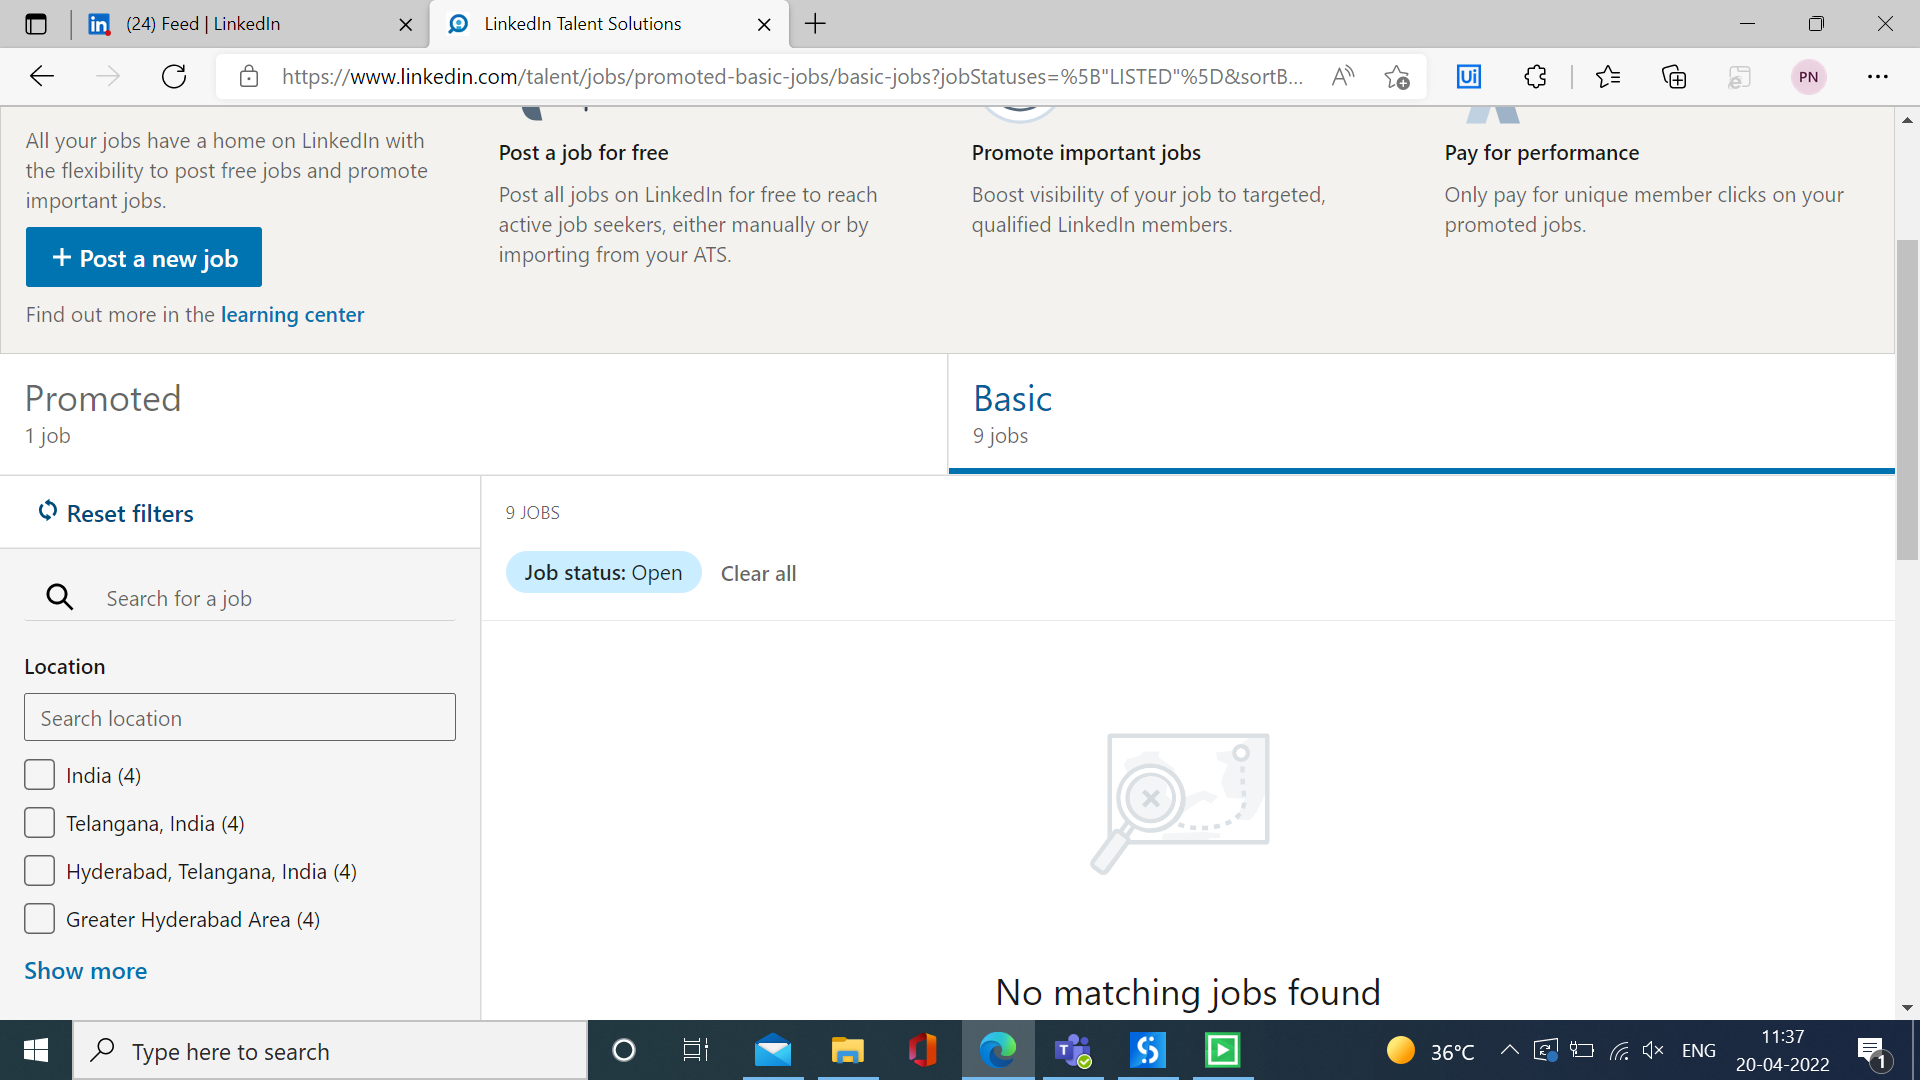 (24) Feed | LinkedIn
LinkedIn Talent Solutions
https://www.linkedin.com/talent/jobs/promoted-basic-jobs/basic-jobs?jobStatuses=%5B"LISTED"%5D&sortB...
Ui
PN
All your jobs have a home on LinkedIn with
the flexibility to post free jobs and promote
important jobs.
+ Post a new job
Find out more in the learning center
Post a job for free
Post all jobs on LinkedIn for free to reach
active job seekers, either manually or by
importing from your ATS.
Promote important jobs
Boost visibility of your job to targeted,
qualified LinkedIn members.
Pay for performance
Only pay for unique member clicks on your
promoted jobs.
Promoted
1 job
Basic
9 jobs
Reset filters
Search for a job
Location
Search location
India (4)
Telangana, India (4)
Hyderabad, Telangana, India (4)
Greater Hyderabad Area (4)
Show more
9 JOBS
Job status: Open
Clear all
No matching jobs found
Type here to search
36°C
ENG
11:37
20-04-2022
1